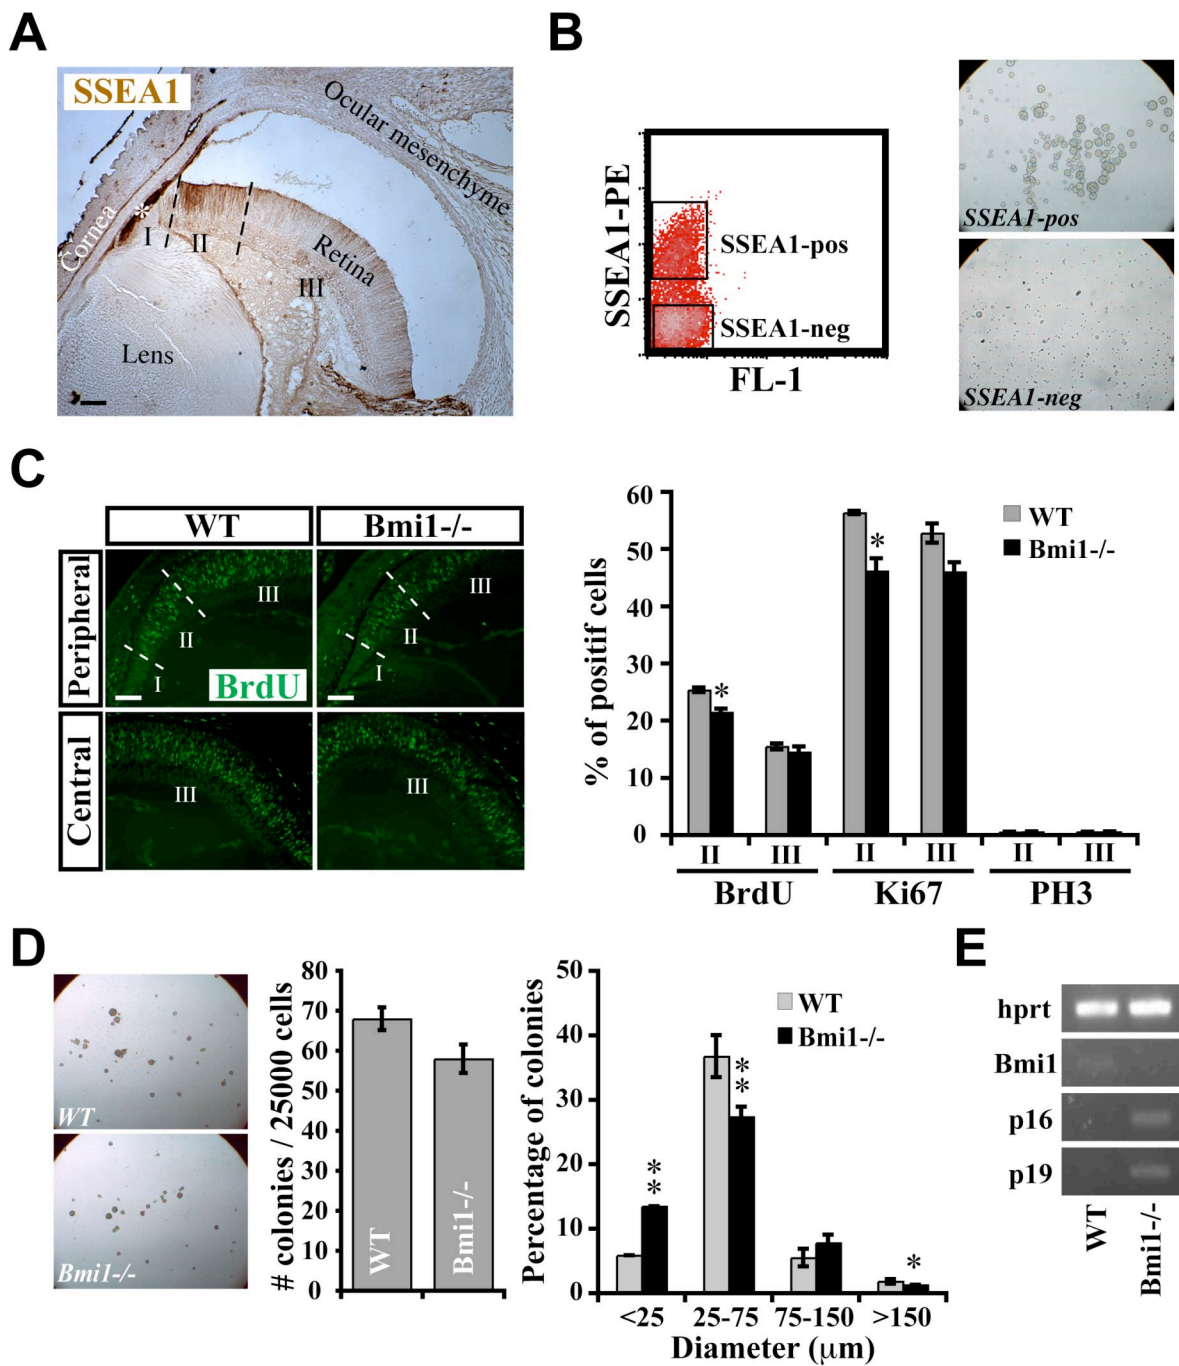 A
SSEA1
Ocular mesenchyme
Cornea
*
I
II
III
Retina
Lens
B
SSEA1-PE
SSEA1-pos
SSEA1-neg
FL-1
SSEA1-pos
SSEA1-neg
C
WT
Bmi1-/-
Peripheral
III
II
I
BrdU
III
II
I
Central
III
III
% of positif cells
60
50
40
30
20
10
0
WT
Bmi1-/-
*
*
II
III
II
III
II
III
BrdU
Ki67
PH3
D
WT
Bmi1-/-
# colonies / 25000 cells
80
70
60
50
40
30
20
10
0
WT
Bmi1-/-
Percentage of colonies
50
40
30
20
10
0
WT
Bmi1-/-
**
**
*
<25
25-75
75-150
>150
Diameter (μm)
E
hprt
Bmi1
p16
p19
WT
Bmi1-/-